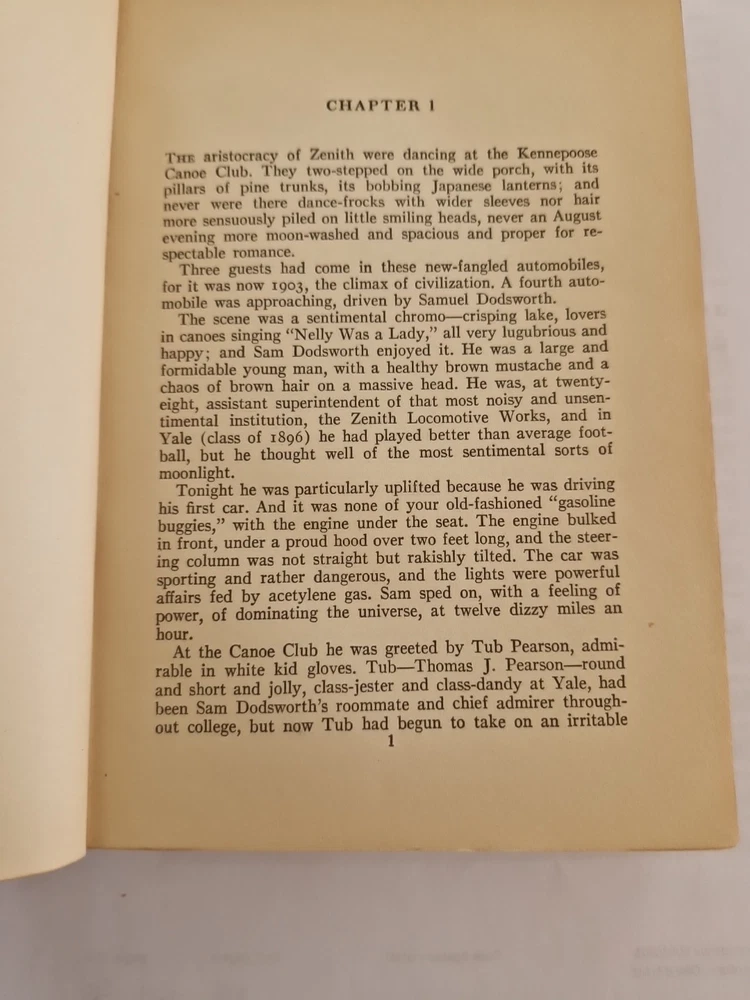 CHAPTER 1
THE aristocracy of Zenith were dancing at the Kennepoose
Canoe Club. They two-stepped on the wide porch, with its
pillars of pine trunks, its bobbing Japanese lanterns; and
never were there dance-frocks with wider sleeves nor hair
more sensuously piled on little smiling heads, never an August
evening more moon-washed and spacious and proper for re-
spectable romance.
Three guests had come in these new-fangled automobiles,
for it was now 1903, the climax of civilization. A fourth auto-
mobile was approaching, driven by Samuel Dodsworth.
The scene was a sentimental chromo—crisping lake, lovers
in canoes singing "Nelly Was a Lady," all very lugubrious and
happy; and Sam Dodsworth enjoyed it. He was a large and
formidable young man, with a healthy brown mustache and a
chaos of brown hair on a massive head. He was, at twenty-
eight, assistant superintendent of that most noisy and unsen-
timental institution, the Zenith Locomotive Works, and in
Yale (class of 1896) he had played better than average foot-
ball, but he thought well of the most sentimental sorts of
moonlight.
Tonight he was particularly uplifted because he was driving
his first car. And it was none of your old-fashioned "gasoline
buggies," with the engine under the seat. The engine bulked
in front, under a proud hood over two feet long, and the steer-
ing column was not straight but rakishly tilted. The car was
sporting and rather dangerous, and the lights were powerful
affairs fed by acetylene gas. Sam sped on, with a feeling of
power, of dominating the universe, at twelve dizzy miles an
hour.
At the Canoe Club he was greeted by Tub Pearson, admi-
rable in white kid gloves. Tub—Thomas J. Pearson—round
and short and jolly, class-jester and class-dandy at Yale, had
been Sam Dodsworth's roommate and chief admirer through-
out college, but now Tub had begun to take on an irritable
1